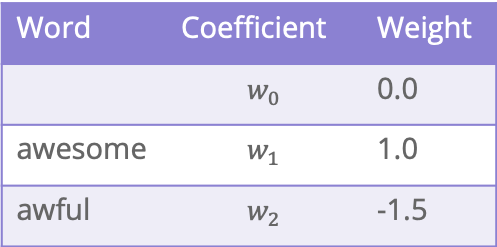 Word Coefficient Weight
w₀ 0.0
awesome w₁ 1.0
awful w₂ -1.5